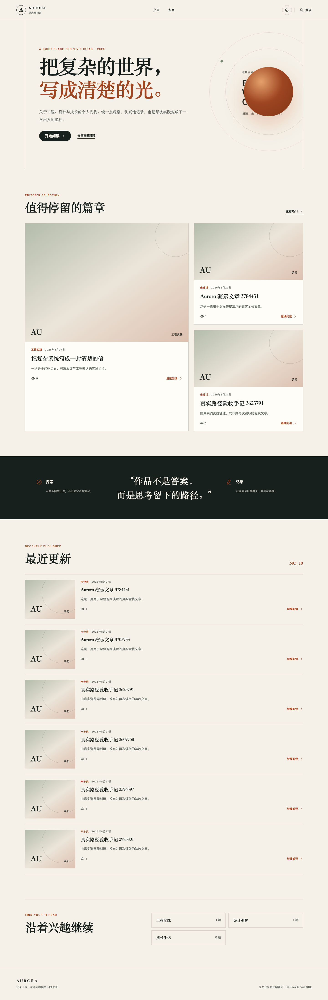 A
AURORA
微光编辑部
文章
留言
登录
A QUIET PLACE FOR VIVID IDEAS · 2026
把复杂的世界，
写成清楚的光。
关于工程、设计与成长的个人刊物。慢一点观察，认真地记录，也把每次实践变成下一
次出发的坐标。
开始阅读
去留言簿聊聊
本期主题
清楚，是一
EDITOR'S SELECTION
值得停留的篇章
查看热门
AU
工程实践
工程实践 2026年8月27日
把复杂系统写成一封清楚的信
一次关于代码边界、可靠反馈与工程表达的实践记录。
9
继续阅读
AU
手记
未分类 2026年8月27日
Aurora 演示文章 3784431
这是一篇用于课程答辩演示的真实全栈文章。
1
继续阅读
AU
手记
未分类 2026年8月27日
真实路径验收手记 3623791
由真实浏览器创建、发布并再次读取的验收文章。
1
继续阅读
探索
从真实问题出发，不追逐空洞的复杂。
“作品不是答案，
而是思考留下的路径。”
记录
让经验可以被看见、复用与继续。
RECENTLY PUBLISHED
最近更新
NO. 10
AU
手记
未分类 2026年8月27日
Aurora 演示文章 3784431
这是一篇用于课程答辩演示的真实全栈文章。
1
继续阅读
AU
手记
未分类 2026年8月27日
Aurora 演示文章 3705933
这是一篇用于课程答辩演示的真实全栈文章。
0
继续阅读
AU
手记
未分类 2026年8月27日
真实路径验收手记 3623791
由真实浏览器创建、发布并再次读取的验收文章。
1
继续阅读
AU
手记
未分类 2026年8月27日
真实路径验收手记 3609758
由真实浏览器创建、发布并再次读取的验收文章。
1
继续阅读
AU
手记
未分类 2026年8月27日
真实路径验收手记 3596597
由真实浏览器创建、发布并再次读取的验收文章。
1
继续阅读
AU
手记
未分类 2026年8月27日
真实路径验收手记 2983801
由真实浏览器创建、发布并再次读取的验收文章。
1
继续阅读
FIND YOUR THREAD
沿着兴趣继续
工程实践 1 篇
设计观察 1 篇
成长手记 0 篇
AURORA
记录工程、设计与缓慢生长的时刻。
© 2026 微光编辑部 · 用 Java 与 Vue 构建